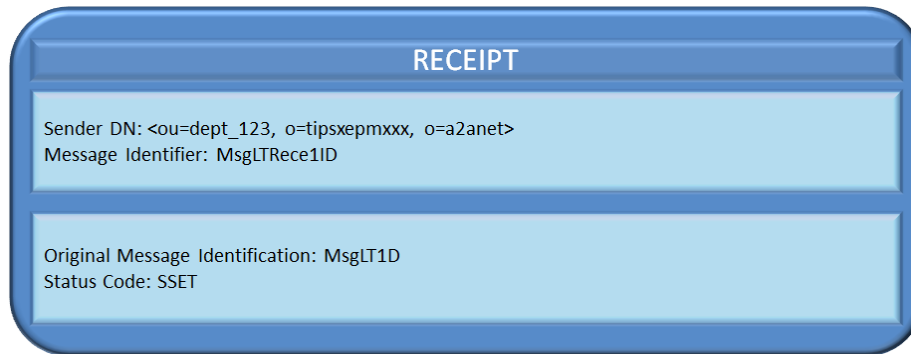 RECEIPT
Sender DN: <ou=dept_123, o=tipsxepmxxx, o=a2anet>
Message Identifier: MsgLTRece1ID
Original Message Identification: MsgLT1D
Status Code: SSET